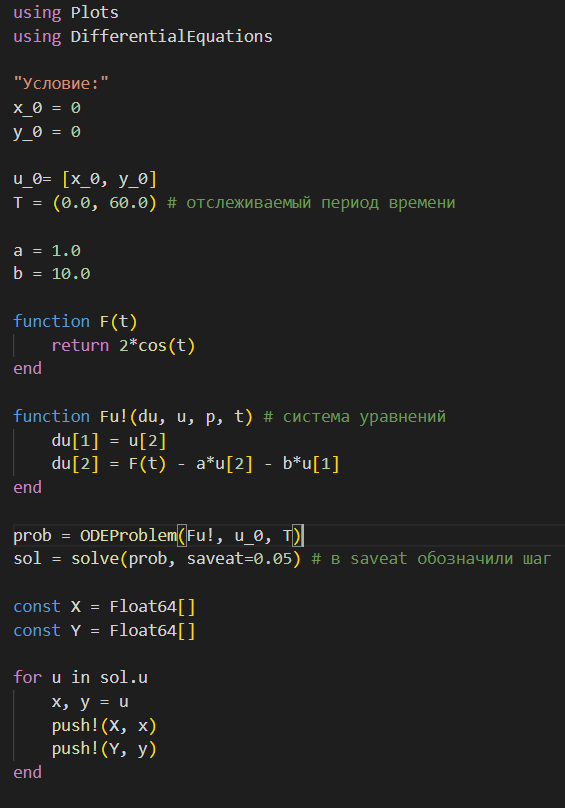 using Plots
using DifferentialEquations
"Условие:"
x_0 = 0
y_0 = 0
u_0= [x_0, y_0]
T = (0.0, 60.0) # отслеживаемый период времени
a = 1.0
b = 10.0
function F(t)
    return 2*cos(t)
end
function Fu!(du, u, p, t) # система уравнений
    du[1] = u[2]
    du[2] = F(t) - a*u[2] - b*u[1]
end
prob = ODEProblem(Fu!, u_0, T)
sol = solve(prob, saveat=0.05) # в saveat обозначили шаг
const X = Float64[]
const Y = Float64[]
for u in sol.u
    x, y = u
    push!(X, x)
    push!(Y, y)
end